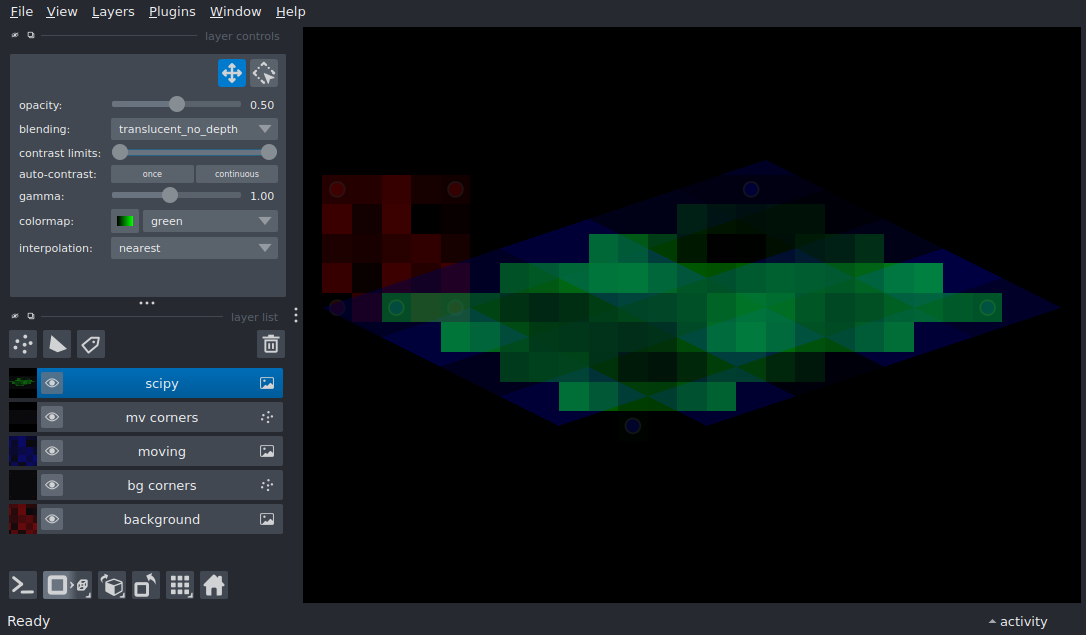 File View Layers Plugins Window Help
layer controls
opacity: 0.50
blending: translucent_no_depth
contrast limits:
auto-contrast: once continuous
gamma: 1.00
colormap: green
interpolation: nearest
layer list
scipy
mv corners
moving
bg corners
background
Ready
activity